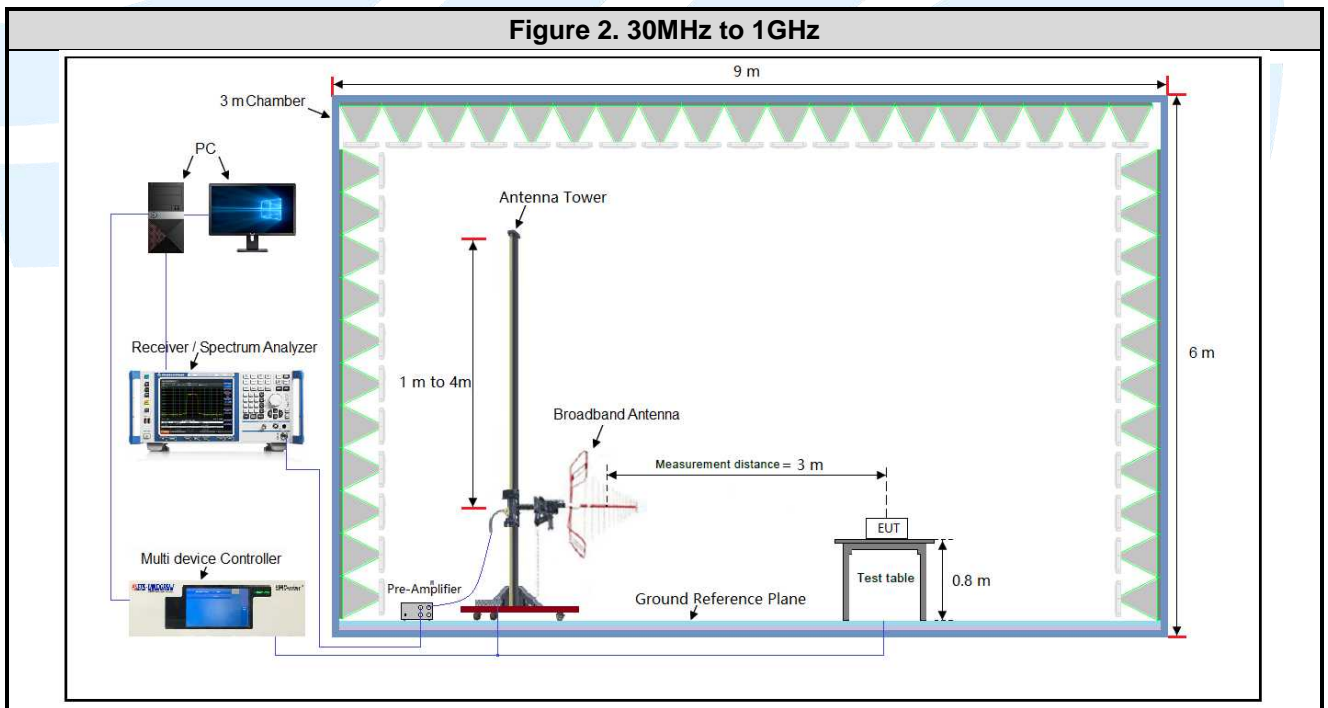 Figure 2. 30MHz to 1GHz
9 m
3 m Chamber
PC
Antenna Tower
Receiver / Spectrum Analyzer
6 m
1 m to 4m
Broadband Antenna
Measurement distance = 3 m
EUT
Multi device Controller
Pre-Amplifier
Test table
0.8 m
Ground Reference Plane